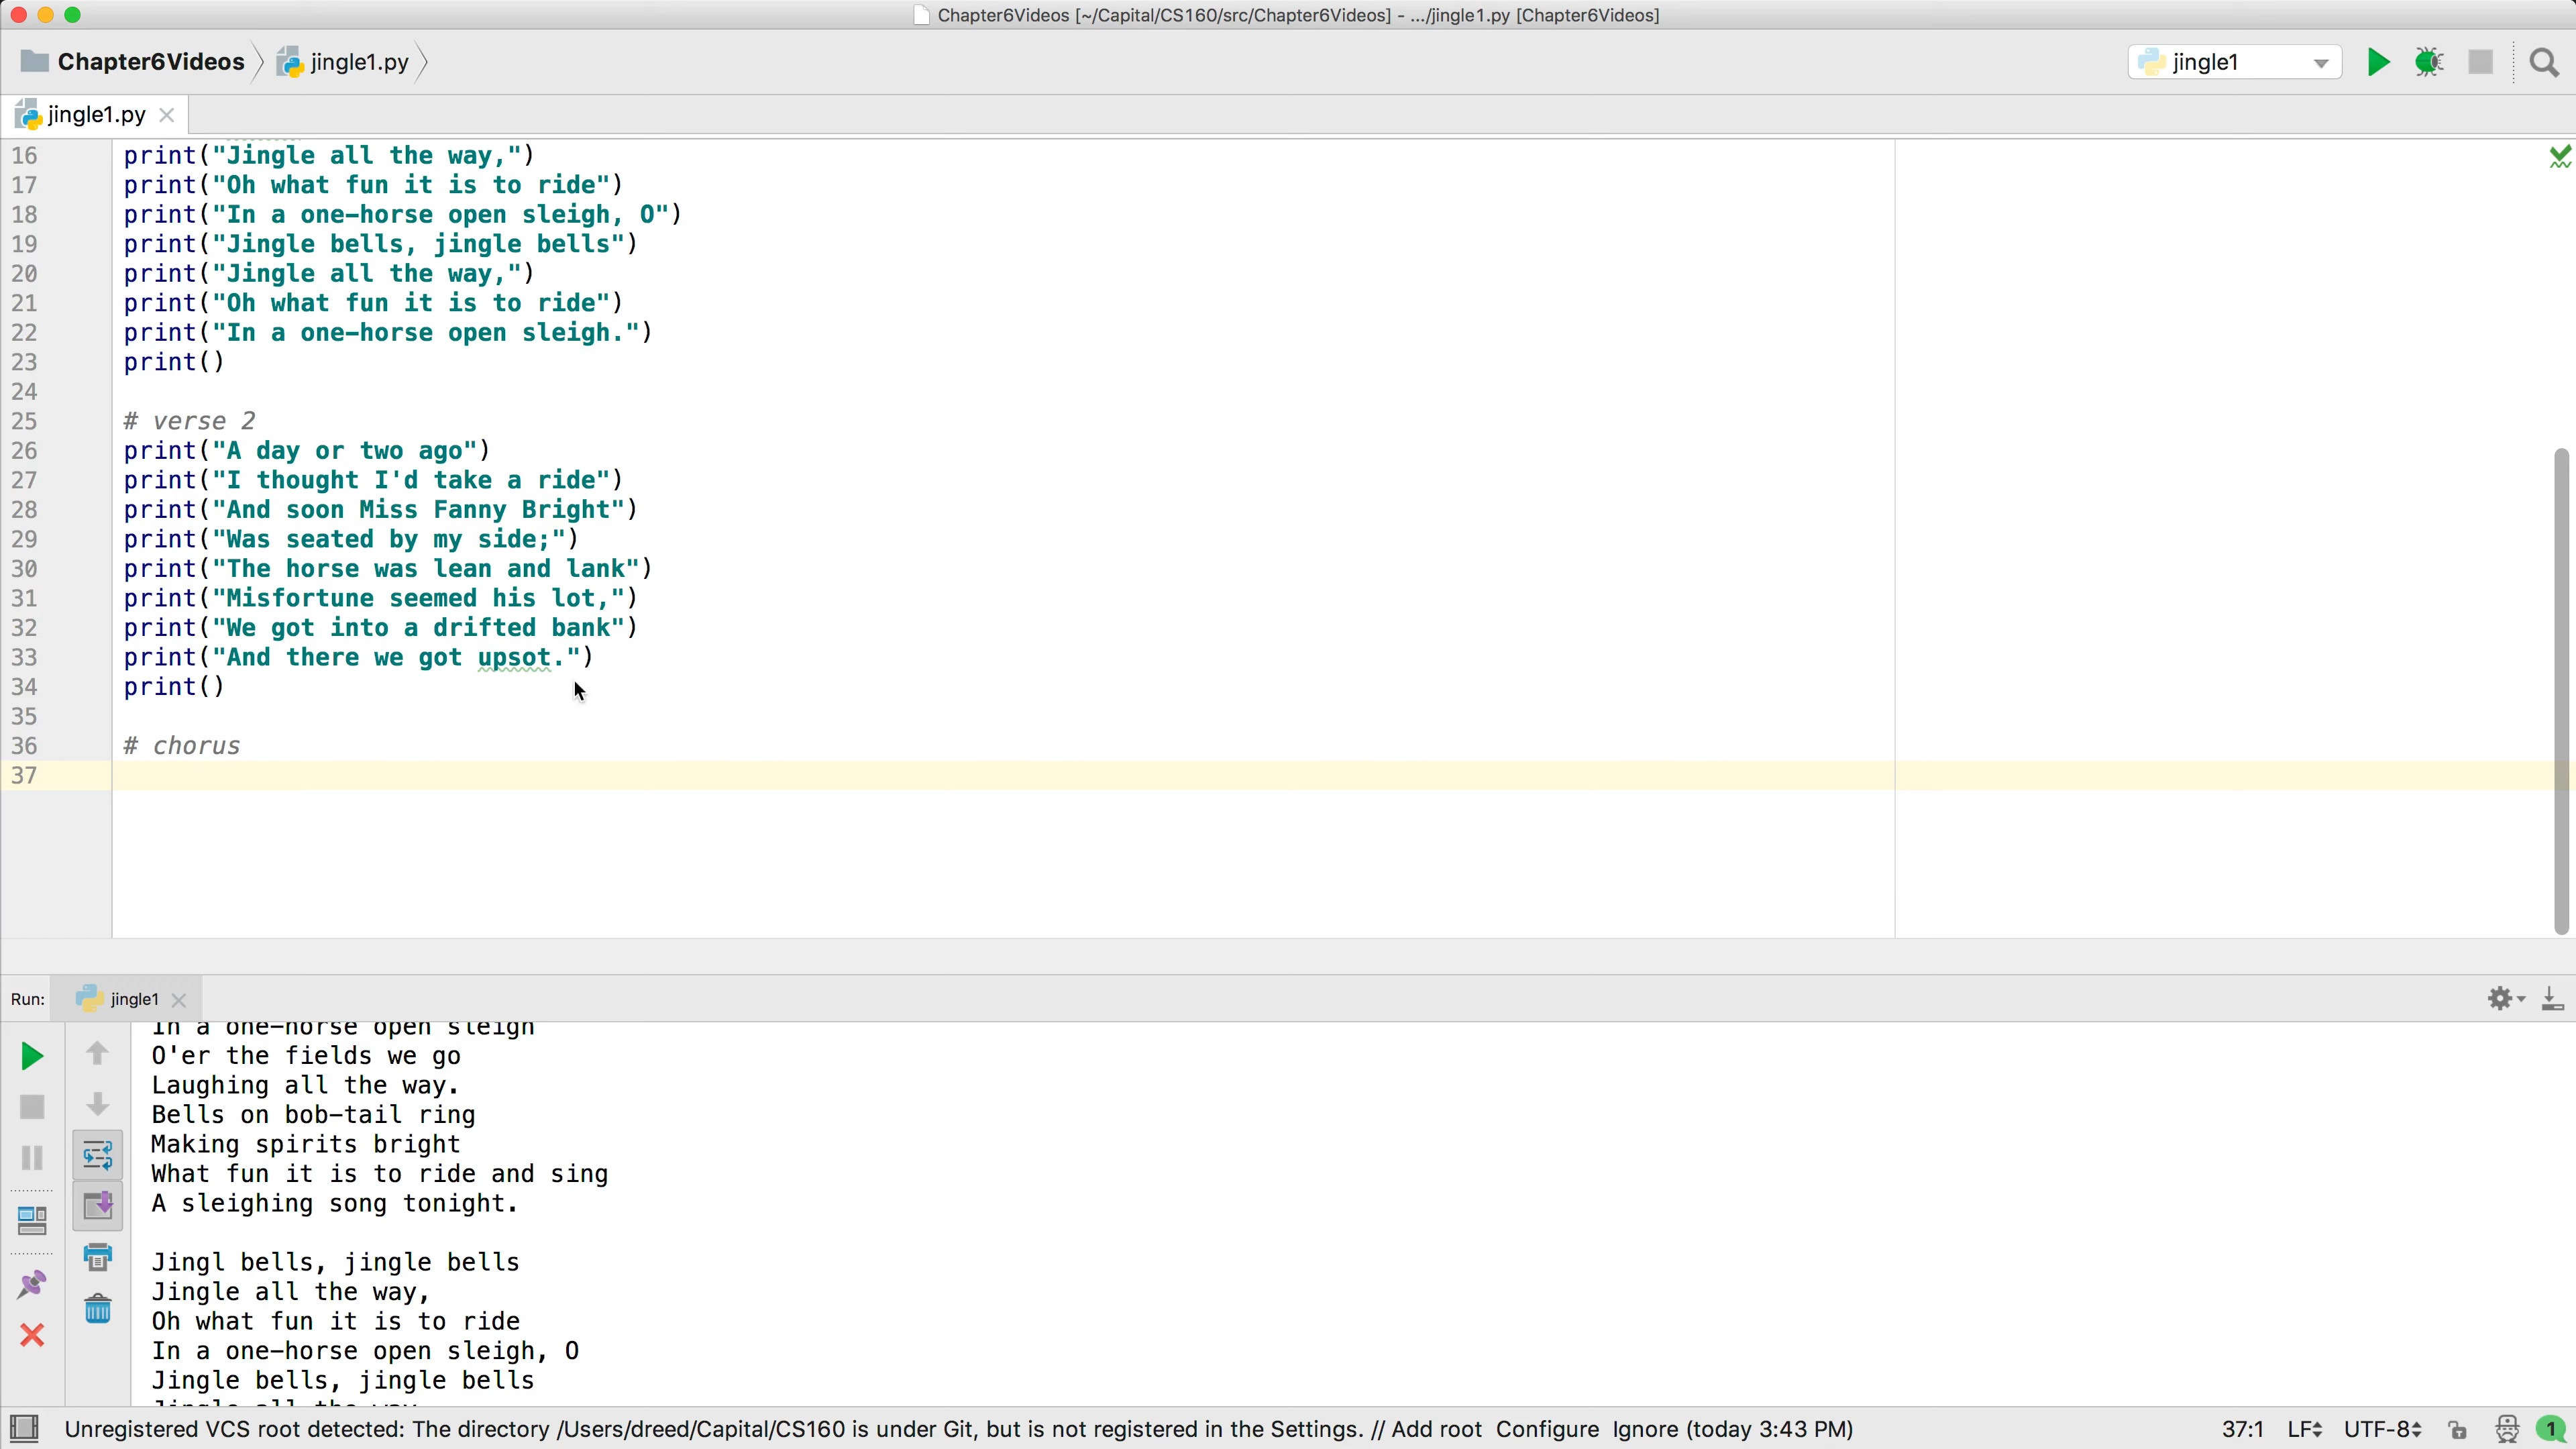 Chapter6Videos [~/Capital/CS160/src/Chapter6Videos] - .../jingle1.py [Chapter6Videos]
Chapter6Videos jingle1.py jingle1
jingle1.py
16 print("Jingle all the way,")
17 print("Oh what fun it is to ride")
18 print("In a one-horse open sleigh, O")
19 print("Jingle bells, jingle bells")
20 print("Jingle all the way,")
21 print("Oh what fun it is to ride")
22 print("In a one-horse open sleigh.")
23 print()
24
25 # verse 2
26 print("A day or two ago")
27 print("I thought I'd take a ride")
28 print("And soon Miss Fanny Bright")
29 print("Was seated by my side;")
30 print("The horse was lean and lank")
31 print("Misfortune seemed his lot,")
32 print("We got into a drifted bank")
33 print("And there we got upsot.")
34 print()
35
36 # chorus
37
Run: jingle1
In a one-horse open sleigh
O'er the fields we go
Laughing all the way.
Bells on bob-tail ring
Making spirits bright
What fun it is to ride and sing
A sleighing song tonight.
Jingl bells, jingle bells
Jingle all the way,
Oh what fun it is to ride
In a one-horse open sleigh, O
Jingle bells, jingle bells
Unregistered VCS root detected: The directory /Users/dreed/Capital/CS160 is under Git, but is not registered in the Settings. // Add root Configure Ignore (today 3:43 PM) 37:1 LF UTF-8 1